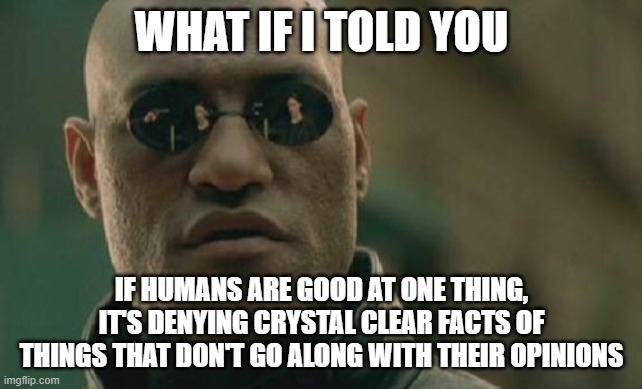 WHAT IF I TOLD YOU
IF HUMANS ARE GOOD AT ONE THING,
IT'S DENYING CRYSTAL CLEAR FACTS OF
THINGS THAT DON'T GO ALONG WITH THEIR OPINIONS
imgflip.com